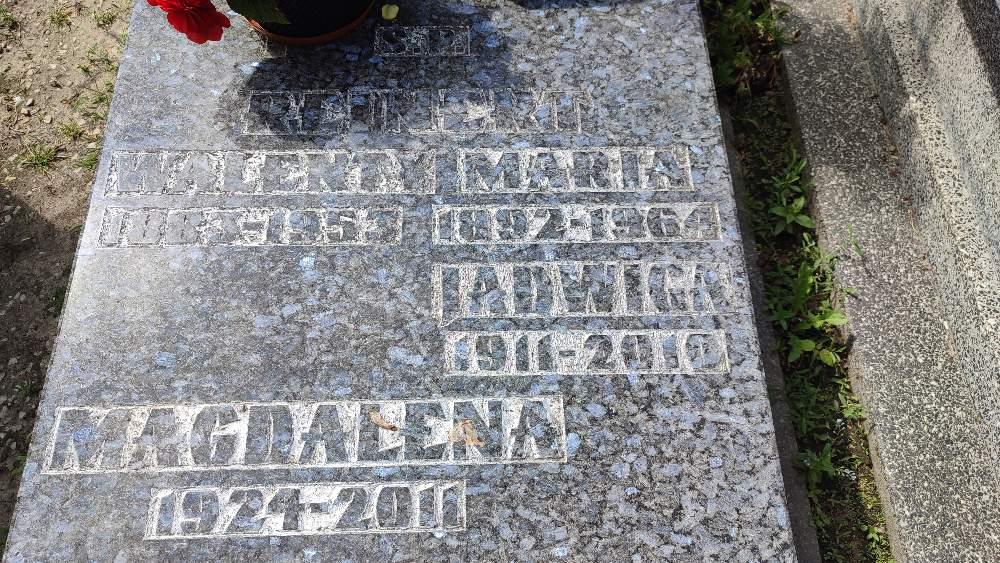 S.P.
WALENTY MARIA
1892-1964
JADWIGA
1911-2010
MAGDALENA
1924-2011